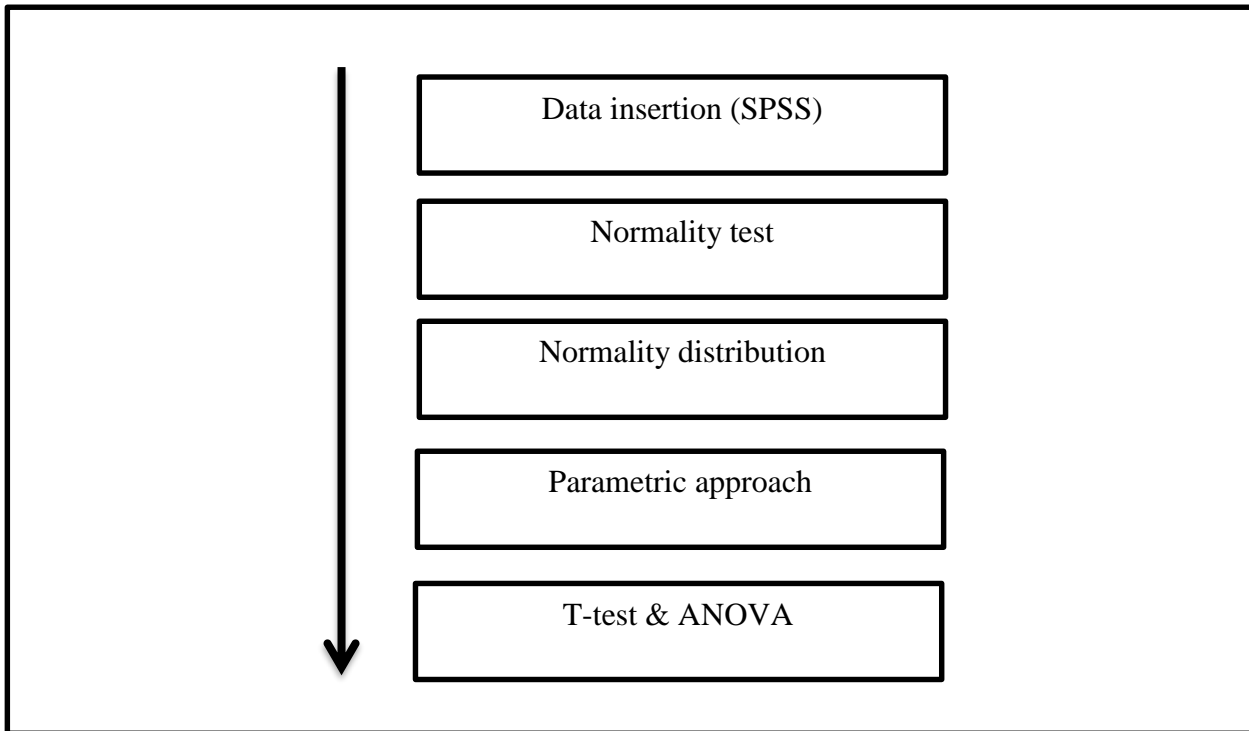 Data insertion (SPSS)
Normality test
Normality distribution
Parametric approach
T-test & ANOVA